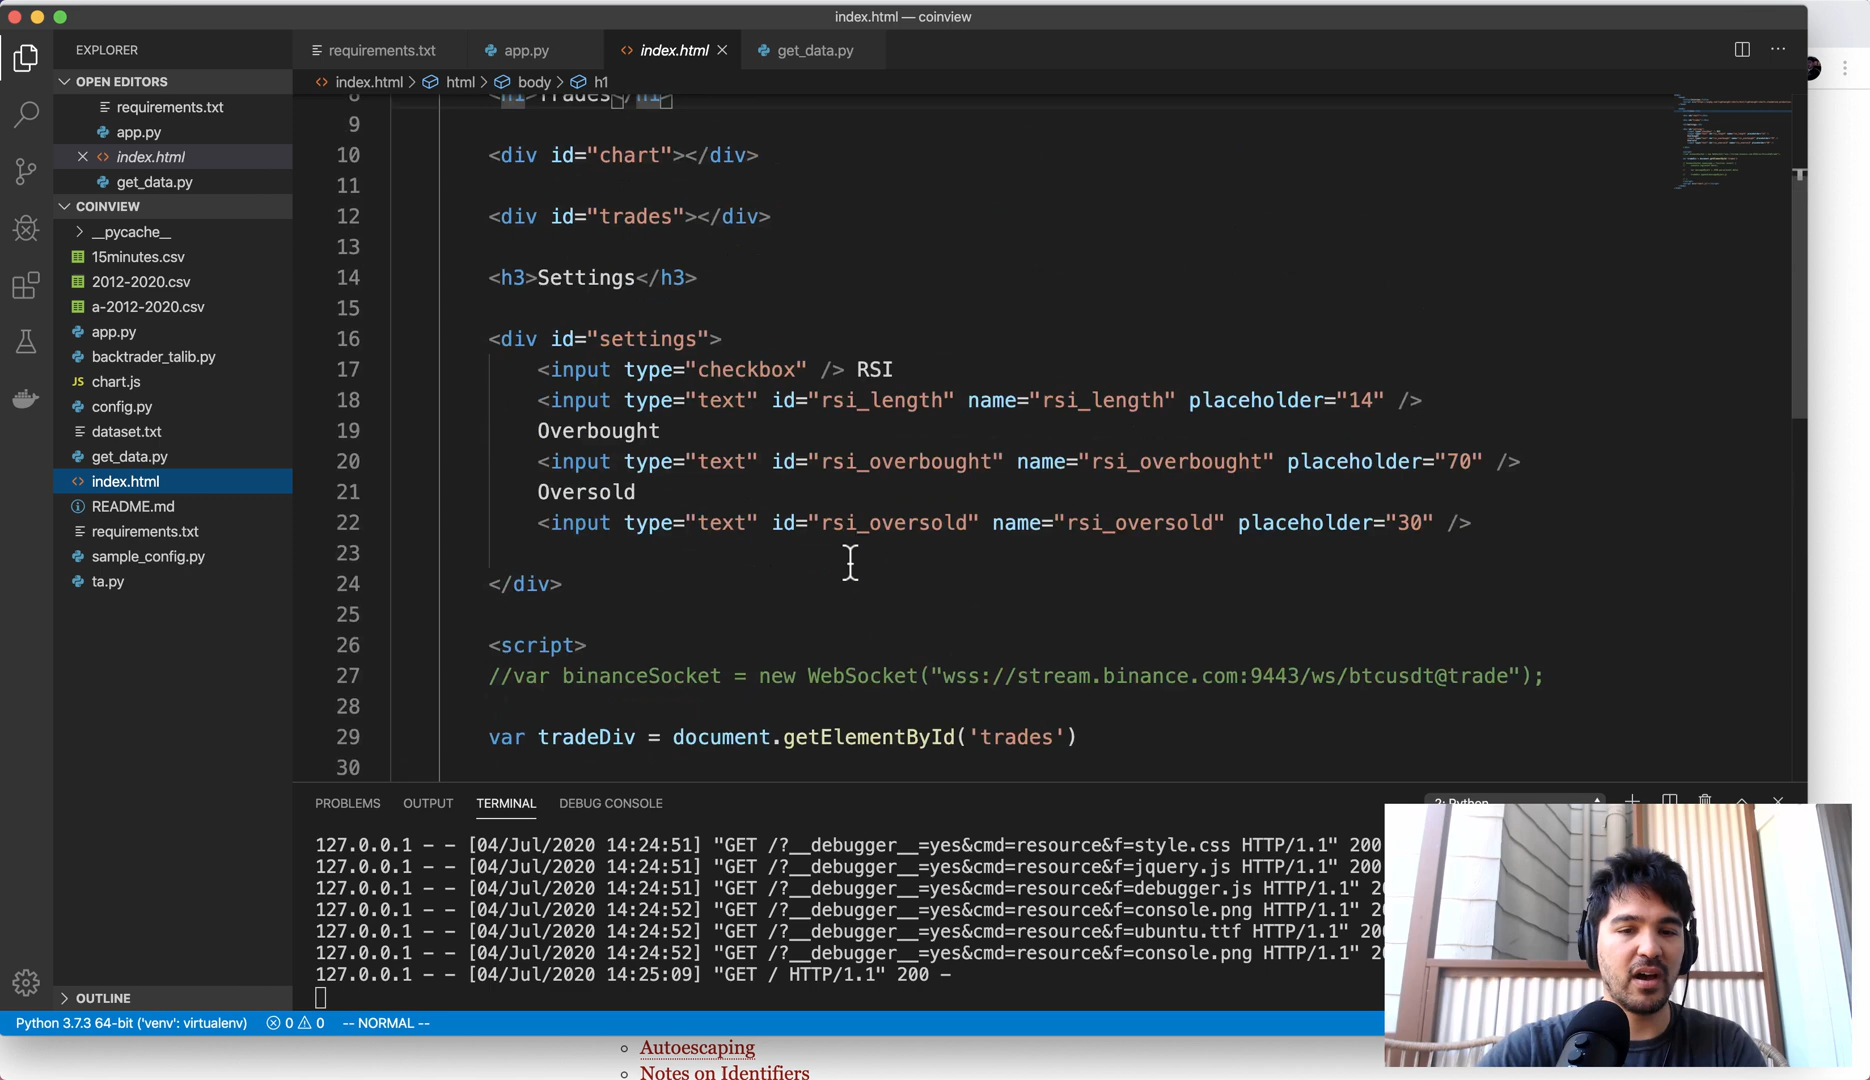 index.html — coinview
EXPLORER
OPEN EDITORS
requirements.txt
app.py
index.html
get_data.py
COINVIEW
__pycache__
15minutes.csv
2012-2020.csv
a-2012-2020.csv
app.py
backtrader_talib.py
JS chart.js
config.py
dataset.txt
get_data.py
index.html
README.md
requirements.txt
sample_config.py
ta.py
OUTLINE
requirements.txt app.py index.html get_data.py
index.html > html > body > h1
8 <h1>Trades</h1>
9
10 <div id="chart"></div>
11
12 <div id="trades"></div>
13
14 <h3>Settings</h3>
15
16 <div id="settings">
17 <input type="checkbox" /> RSI
18 <input type="text" id="rsi_length" name="rsi_length" placeholder="14" />
19 Overbought
20 <input type="text" id="rsi_overbought" name="rsi_overbought" placeholder="70" />
21 Oversold
22 <input type="text" id="rsi_oversold" name="rsi_oversold" placeholder="30" />
23
24 </div>
25
26 <script>
27 //var binanceSocket = new WebSocket("wss://stream.binance.com:9443/ws/btcusdt@trade");
28
29 var tradeDiv = document.getElementById('trades')
30
PROBLEMS OUTPUT TERMINAL DEBUG CONSOLE 2: Python
127.0.0.1 - - [04/Jul/2020 14:24:51] "GET /?__debugger__=yes&cmd=resource&f=style.css HTTP/1.1" 200
127.0.0.1 - - [04/Jul/2020 14:24:51] "GET /?__debugger__=yes&cmd=resource&f=jquery.js HTTP/1.1" 200
127.0.0.1 - - [04/Jul/2020 14:24:51] "GET /?__debugger__=yes&cmd=resource&f=debugger.js HTTP/1.1" 20
127.0.0.1 - - [04/Jul/2020 14:24:52] "GET /?__debugger__=yes&cmd=resource&f=console.png HTTP/1.1" 20
127.0.0.1 - - [04/Jul/2020 14:24:52] "GET /?__debugger__=yes&cmd=resource&f=ubuntu.ttf HTTP/1.1" 200
127.0.0.1 - - [04/Jul/2020 14:24:52] "GET /?__debugger__=yes&cmd=resource&f=console.png HTTP/1.1" 20
127.0.0.1 - - [04/Jul/2020 14:25:09] "GET / HTTP/1.1" 200 -
Python 3.7.3 64-bit ('venv': virtualenv) 0 0 -- NORMAL --
Autoescaping
Notes on Identifiers